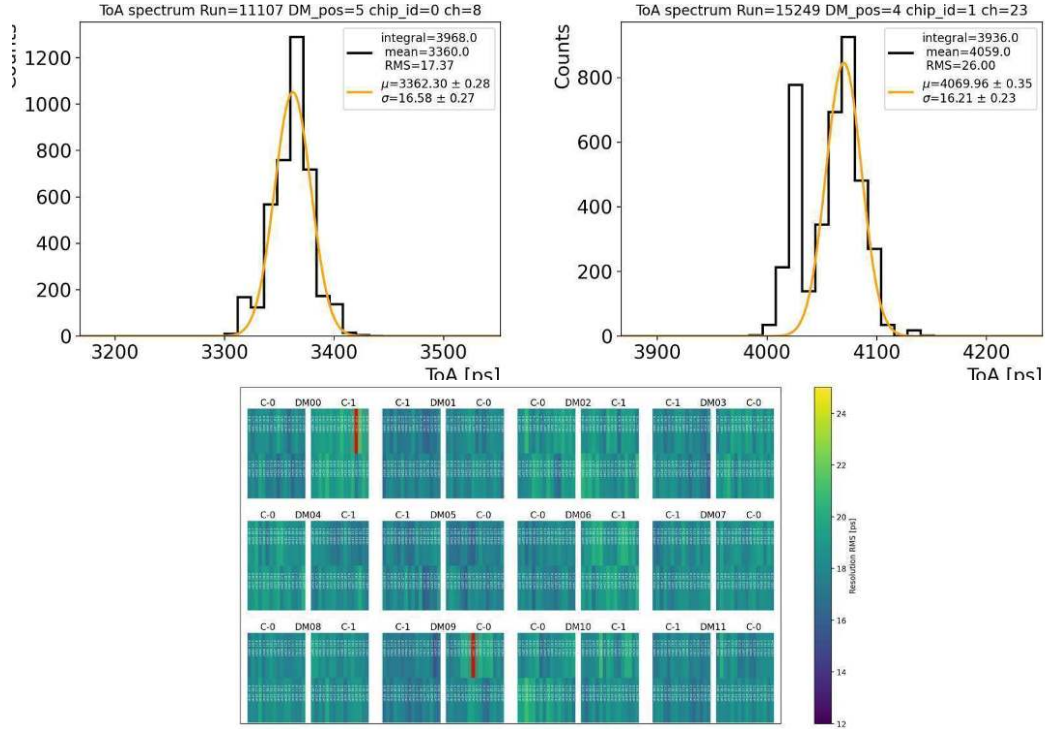 ToA spectrum Run=11107 DM_pos=5 chip_id=0 ch=8
Counts
integral=3968.0
mean=3360.0
RMS=17.37
μ=3362.30 ± 0.28
σ=16.58 ± 0.27
1200
1000
800
600
400
200
0
3200 3300 3400 3500
ToA [ps]
ToA spectrum Run=15249 DM_pos=4 chip_id=1 ch=23
Counts
integral=3936.0
mean=4059.0
RMS=26.00
μ=4069.96 ± 0.35
σ=16.21 ± 0.23
800
600
400
200
0
3900 4000 4100 4200
ToA [ps]
C-0 DM00 C-1 C-1 DM01 C-0 C-0 DM02 C-1 C-1 DM03 C-0
C-0 DM04 C-1 C-1 DM05 C-0 C-0 DM06 C-1 C-1 DM07 C-0
C-0 DM08 C-1 C-1 DM09 C-0 C-0 DM10 C-1 C-1 DM11 C-0
24
22
20
18
16
14
12
Resolution RMS [ps]